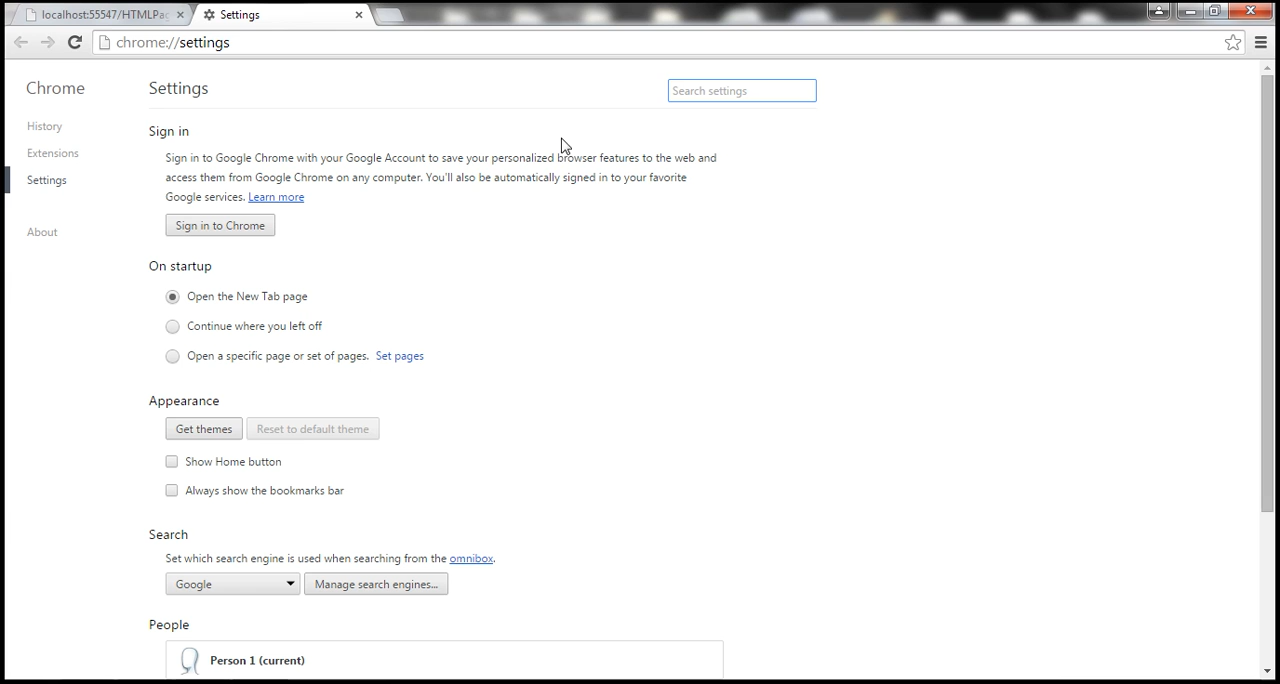 localhost:55547/HTMLPag
Settings
chrome://settings
Chrome
Settings
Search settings
History
Extensions
Settings
About
Sign in
Sign in to Google Chrome with your Google Account to save your personalized browser features to the web and
access them from Google Chrome on any computer. You'll also be automatically signed in to your favorite
Google services. Learn more
Sign in to Chrome
On startup
Open the New Tab page
Continue where you left off
Open a specific page or set of pages. Set pages
Appearance
Get themes
Reset to default theme
Show Home button
Always show the bookmarks bar
Search
Set which search engine is used when searching from the omnibox.
Google
Manage search engines...
People
Person 1 (current)